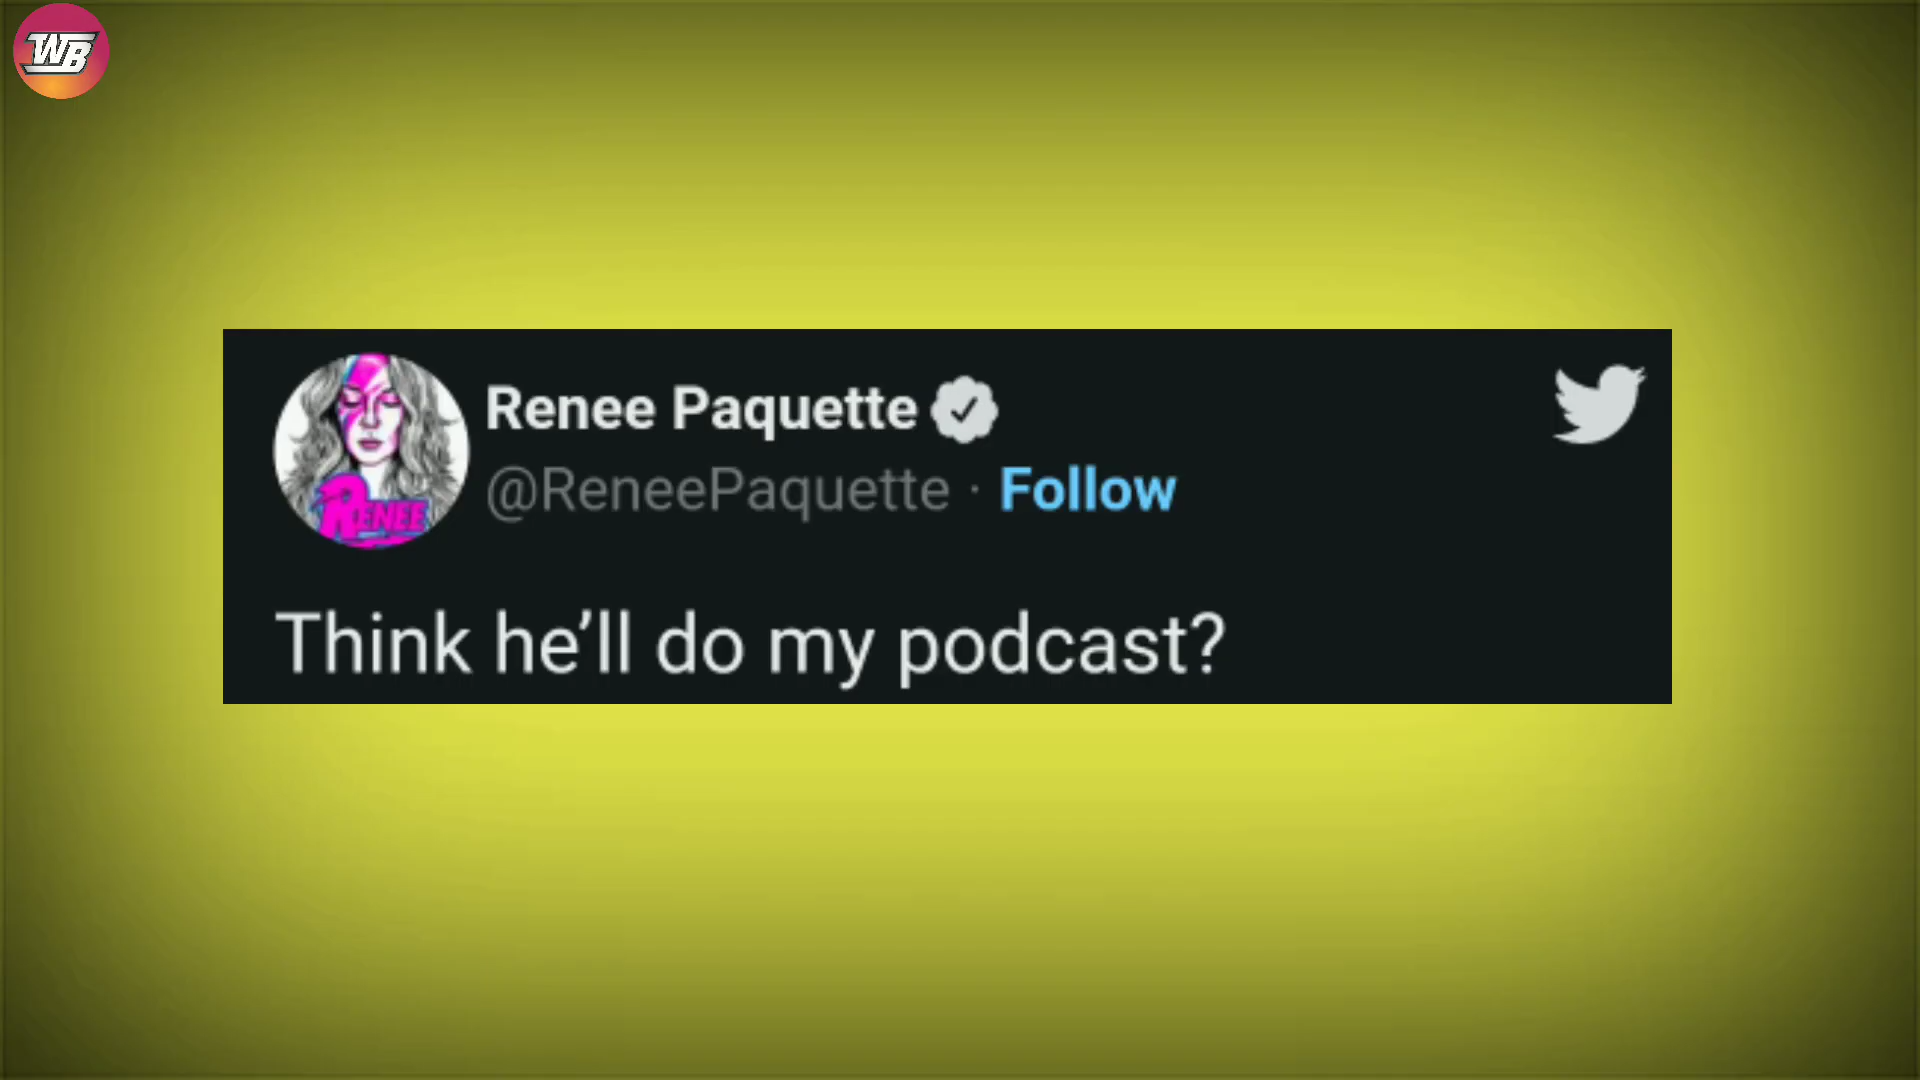 WB
Renee Paquette
@ReneePaquette · Follow
RENEE
Think he’ll do my podcast?